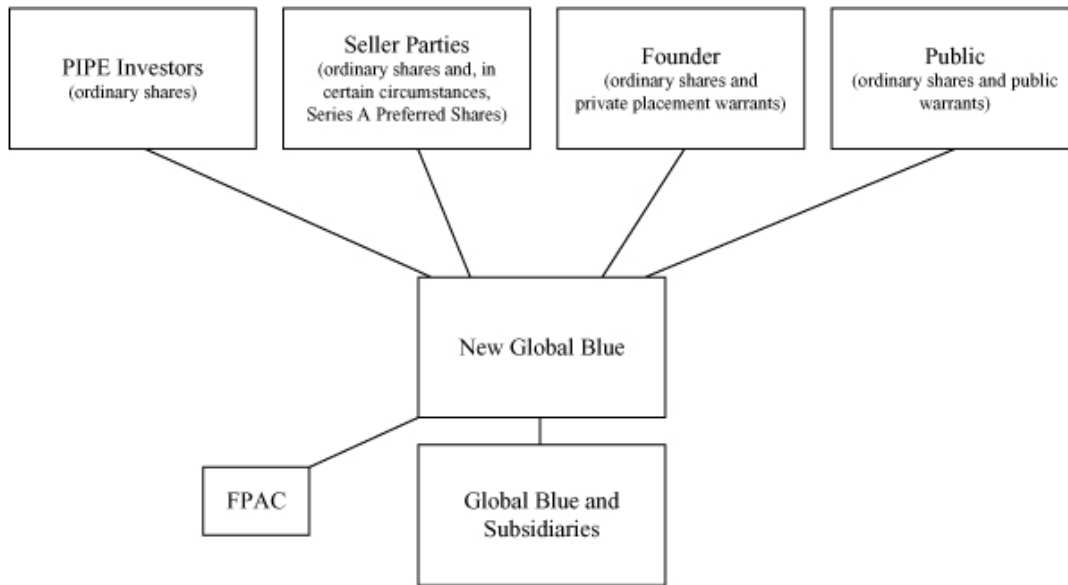 PIPE Investors
(ordinary shares)
Seller Parties
(ordinary shares and, in
certain circumstances,
Series A Preferred Shares)
Founder
(ordinary shares and
private placement warrants)
Public
(ordinary shares and public
warrants)
New Global Blue
FPAC
Global Blue and
Subsidiaries